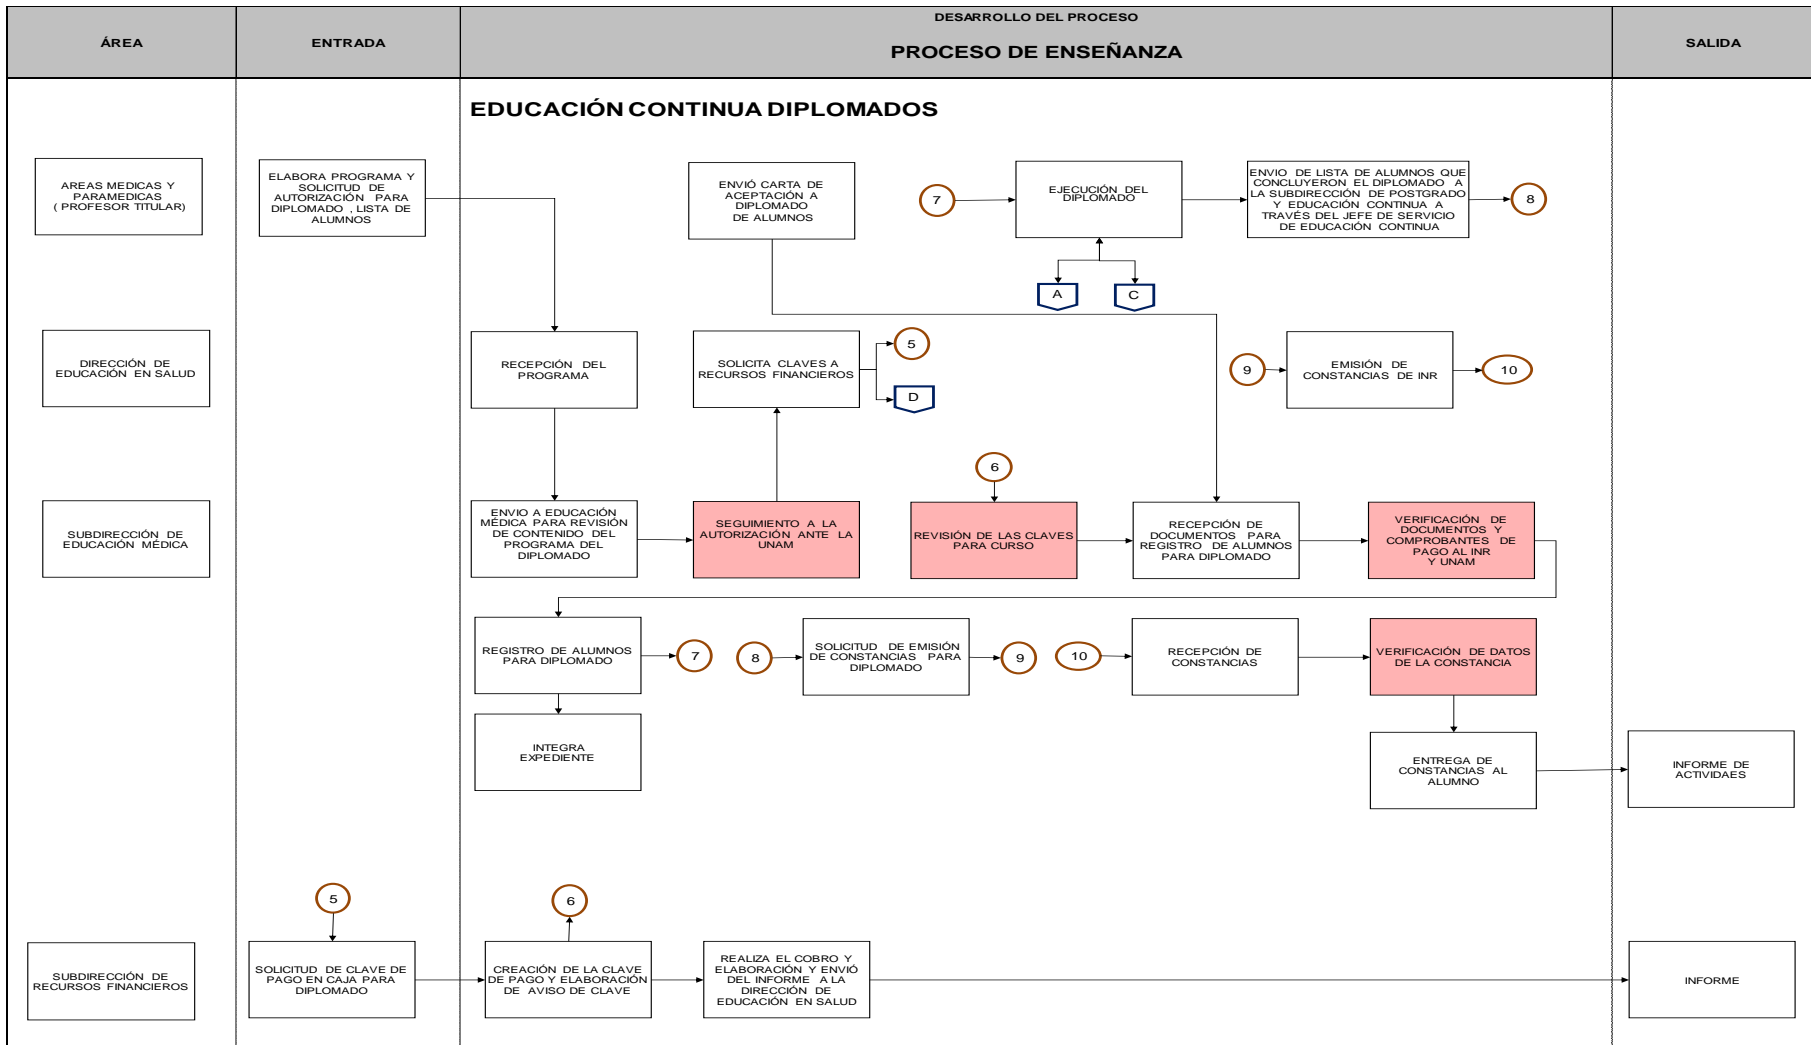 ÁREA
ENTRADA
DESARROLLO DEL PROCESO
PROCESO DE ENSEÑANZA
SALIDA
EDUCACIÓN CONTINUA DIPLOMADOS
AREAS MEDICAS Y
PARAMEDICAS
( PROFESOR TITULAR)
ELABORA PROGRAMA Y
SOLICITUD DE
AUTORIZACIÓN PARA
DIPLOMADO , LISTA DE
ALUMNOS
ENVIÓ CARTA DE
ACEPTACIÓN A
DIPLOMADO
DE ALUMNOS
7
EJECUCIÓN DEL
DIPLOMADO
ENVIO DE LISTA DE ALUMNOS QUE
CONCLUYERON EL DIPLOMADO A
LA SUBDIRECCIÓN DE POSTGRADO
Y EDUCACIÓN CONTINUA A
TRAVÉS DEL JEFE DE SERVICIO
DE EDUCACIÓN CONTINUA
8
A
C
DIRECCIÓN DE
EDUCACIÓN EN SALUD
RECEPCIÓN DEL
PROGRAMA
SOLICITA CLAVES A
RECURSOS FINANCIEROS
5
D
9
EMISIÓN DE
CONSTANCIAS DE INR
10
6
SUBDIRECCIÓN DE
EDUCACIÓN MÉDICA
ENVIO A EDUCACIÓN
MÉDICA PARA REVISIÓN
DE CONTENIDO DEL
PROGRAMA DEL
DIPLOMADO
SEGUIMIENTO A LA
AUTORIZACIÓN ANTE LA
UNAM
REVISIÓN DE LAS CLAVES
PARA CURSO
RECEPCIÓN DE
DOCUMENTOS PARA
REGISTRO DE ALUMNOS
PARA DIPLOMADO
VERIFICACIÓN DE
DOCUMENTOS Y
COMPROBANTES DE
PAGO AL INR
Y UNAM
REGISTRO DE ALUMNOS
PARA DIPLOMADO
7
8
SOLICITUD DE EMISIÓN
DE CONSTANCIAS PARA
DIPLOMADO
9
10
RECEPCIÓN DE
CONSTANCIAS
VERIFICACIÓN DE DATOS
DE LA CONSTANCIA
INTEGRA
EXPEDIENTE
ENTREGA DE
CONSTANCIAS AL
ALUMNO
INFORME DE
ACTIVIDAES
5
6
SUBDIRECCIÓN DE
RECURSOS FINANCIEROS
SOLICITUD DE CLAVE DE
PAGO EN CAJA PARA
DIPLOMADO
CREACIÓN DE LA CLAVE
DE PAGO Y ELABORACIÓN
DE AVISO DE CLAVE
REALIZA EL COBRO Y
ELABORACIÓN Y ENVIÓ
DEL INFORME A LA
DIRECCIÓN DE
EDUCACIÓN EN SALUD
INFORME